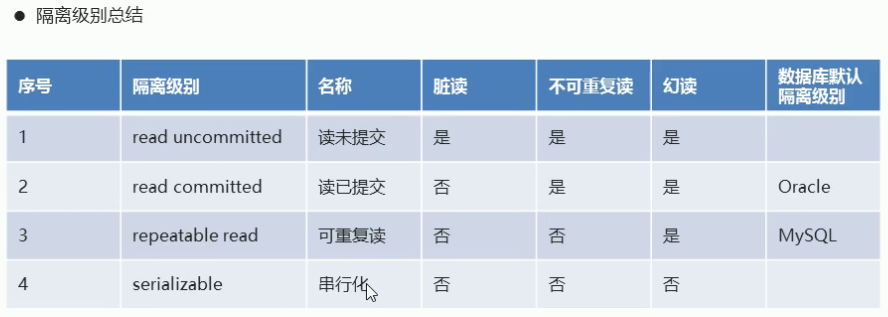 ● 隔离级别总结
序号 隔离级别 名称 脏读 不可重复读 幻读 数据库默认
隔离级别
1 read uncommitted 读未提交 是 是 是
2 read committed 读已提交 否 是 是 Oracle
3 repeatable read 可重复读 否 否 是 MySQL
4 serializable 串行化 否 否 否